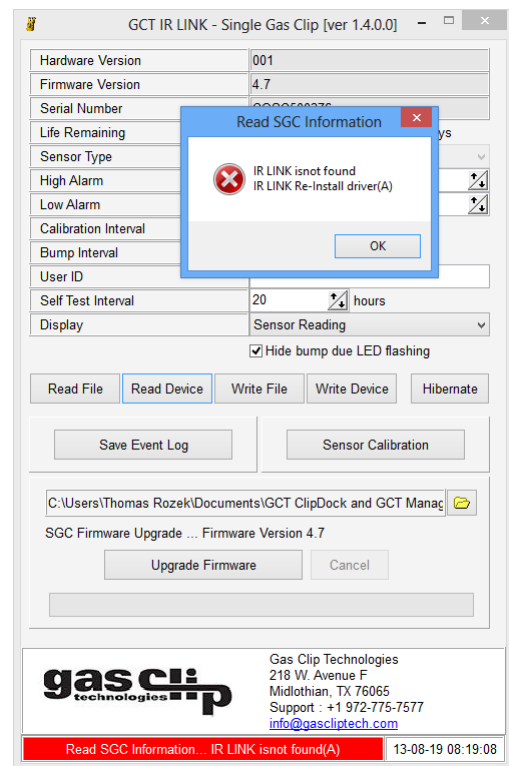 GCT IR LINK - Single Gas Clip [ver 1.4.0.0]
Hardware Version 001
Firmware Version 4.7
Serial Number
Read SGC Information
Life Remaining
Sensor Type
IR LINK isnot found
High Alarm
IR LINK Re-Install driver(A)
Low Alarm
Calibration Interval
OK
Bump Interval
User ID
Self Test Interval 20 hours
Display Sensor Reading
Hide bump due LED flashing
Read File Read Device Write File Write Device Hibernate
Save Event Log Sensor Calibration
C:\Users\Thomas Rozek\Documents\GCT ClipDock and GCT Manag
SGC Firmware Upgrade ... Firmware Version 4.7
Upgrade Firmware Cancel
gas clip
technologies
Gas Clip Technologies
218 W. Avenue F
Midlothian, TX 76065
Support : +1 972-775-7577
info@gascliptech.com
Read SGC Information... IR LINK isnot found(A) 13-08-19 08:19:08